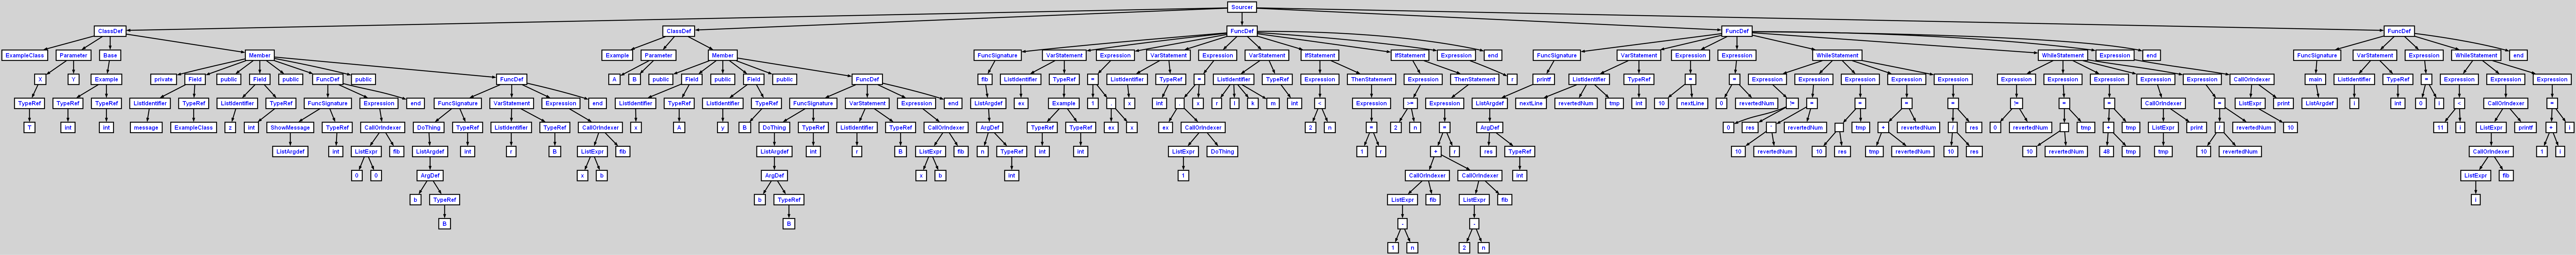 Sourcer
ClassDef ClassDef FuncDef FuncDef FuncDef
ExampleClass Parameter Base Member Example Parameter Member FuncSignature VarStatement Expression VarStatement Expression VarStatement IfStatement IfStatement Expression end FuncSignature VarStatement Expression Expression WhileStatement WhileStatement Expression end FuncSignature VarStatement Expression WhileStatement end
X Y Example private Field public Field public FuncDef public FuncDef A B public Field public Field public FuncDef fib ListIdentifier TypeRef = ListIdentifier TypeRef = ListIdentifier TypeRef Expression ThenStatement Expression ThenStatement r printf ListIdentifier TypeRef = = Expression Expression Expression Expression Expression Expression Expression Expression Expression Expression CallOrIndexer main ListIdentifier TypeRef = Expression Expression Expression
TypeRef TypeRef TypeRef ListIdentifier TypeRef ListIdentifier TypeRef FuncSignature Expression end FuncSignature VarStatement Expression end ListIdentifier TypeRef ListIdentifier TypeRef FuncSignature VarStatement Expression end ListArgdef ex Example 1 . x int . x r l k m int < Expression >= Expression ListArgdef nextLine revertedNum tmp int 10 nextLine 0 revertedNum != = = = = != = = CallOrIndexer = ListExpr print ListArgdef i int 0 i < CallOrIndexer =
T int int message ExampleClass z int ShowMessage TypeRef CallOrIndexer DoThing TypeRef ListIdentifier TypeRef CallOrIndexer x A y B DoThing TypeRef ListIdentifier TypeRef CallOrIndexer ArgDef TypeRef TypeRef ex x ex CallOrIndexer 2 n = 2 n = ArgDef 0 res * revertedNum tmp + revertedNum / res 0 revertedNum tmp + tmp ListExpr print / revertedNum 10 11 i ListExpr printf + i
ListArgdef int ListExpr fib ListArgdef int r B ListExpr fib ListArgdef int r B ListExpr fib n TypeRef int int ListExpr DoThing 1 r + r res TypeRef 10 revertedNum 10 res tmp revertedNum 10 res 10 revertedNum 48 tmp tmp 10 revertedNum CallOrIndexer 1 i
0 0 ArgDef x b ArgDef x b int 1 CallOrIndexer CallOrIndexer int ListExpr fib
b TypeRef b TypeRef ListExpr fib ListExpr fib i
B B - -
1 n 2 n